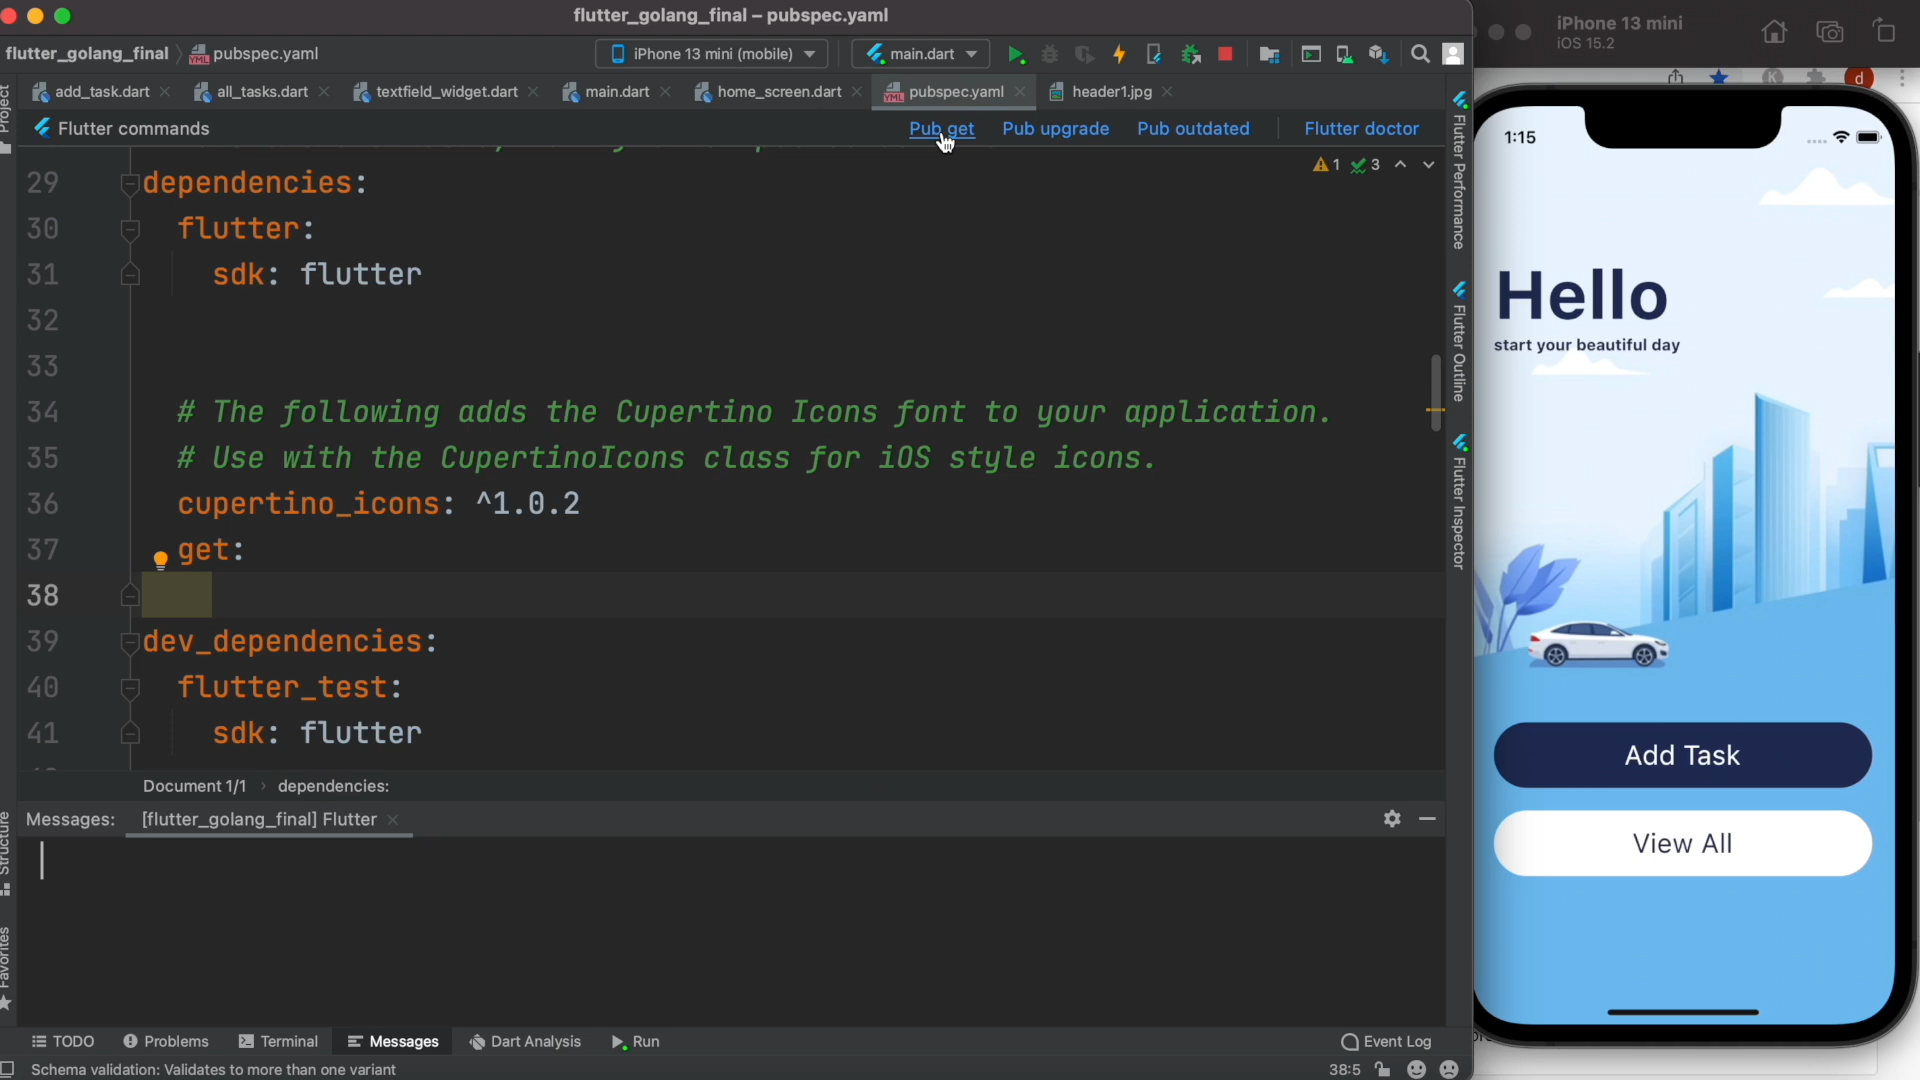 flutter_golang_final – pubspec.yaml
flutter_golang_final
pubspec.yaml
iPhone 13 mini (mobile)
main.dart
add_task.dart
all_tasks.dart
textfield_widget.dart
main.dart
home_screen.dart
pubspec.yaml
header1.jpg
Flutter commands
Pub get
Pub upgrade
Pub outdated
Flutter doctor
1
3
29 dependencies:
30 flutter:
31 sdk: flutter
32
33
34 # The following adds the Cupertino Icons font to your application.
35 # Use with the CupertinoIcons class for iOS style icons.
36 cupertino_icons: ^1.0.2
37 get:
38
39 dev_dependencies:
40 flutter_test:
41 sdk: flutter
Document 1/1
dependencies:
Messages:
[flutter_golang_final] Flutter
TODO
Problems
Terminal
Messages
Dart Analysis
Run
Event Log
Schema validation: Validates to more than one variant
38:5
Project
Structure
Favorites
Flutter Performance
Flutter Outline
Flutter Inspector
iPhone 13 mini
iOS 15.2
K
d
1:15
Hello
start your beautiful day
Add Task
View All